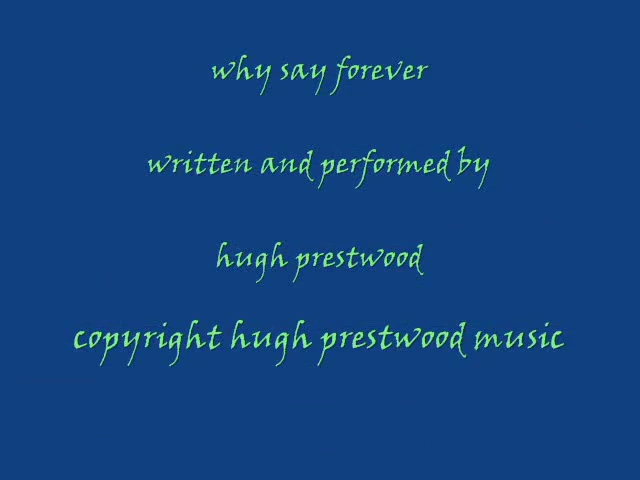 why say forever
written and performed by
hugh prestwood
copyright hugh prestwood music